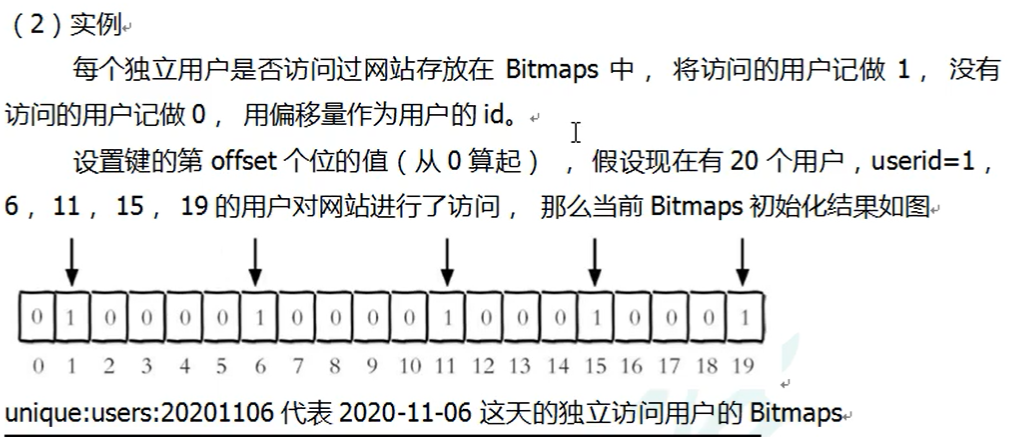 （2）实例
每个独立用户是否访问过网站存放在 Bitmaps 中， 将访问的用户记做 1， 没有
访问的用户记做 0， 用偏移量作为用户的 id。
设置键的第 offset 个位的值（从 0 算起） ，假设现在有 20 个用户，userid=1，
6， 11， 15， 19 的用户对网站进行了访问， 那么当前 Bitmaps 初始化结果如图
0 1 0 0 0 0 1 0 0 0 0 1 0 0 0 1 0 0 0 1
0 1 2 3 4 5 6 7 8 9 10 11 12 13 14 15 16 17 18 19
unique:users:20201106 代表 2020-11-06 这天的独立访问用户的 Bitmaps